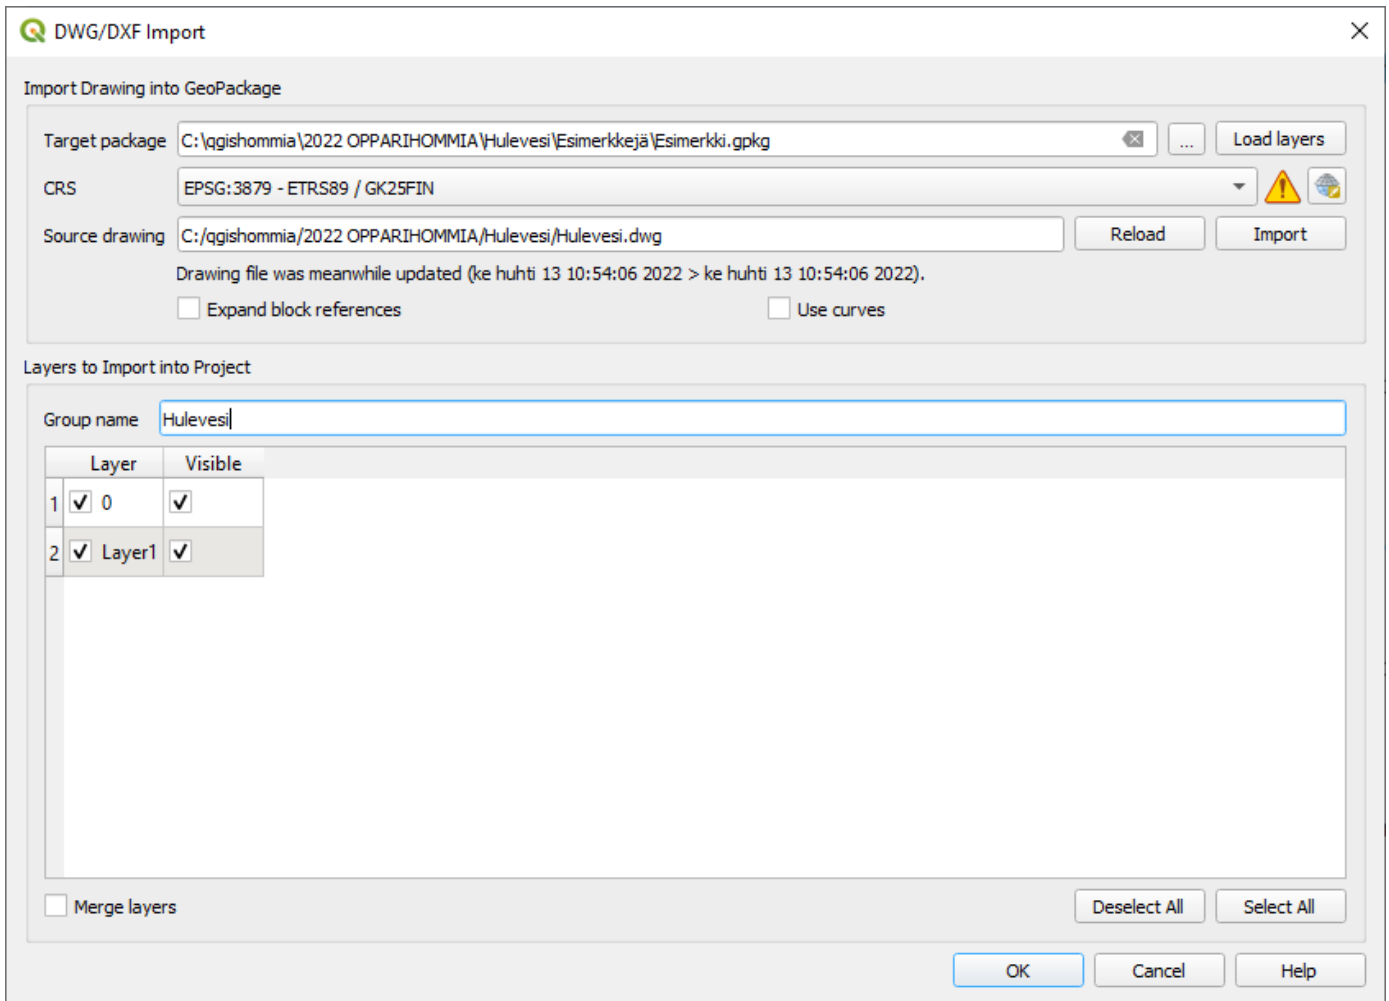 DWG/DXF Import
Import Drawing into GeoPackage
Target package C:\qgishommia\2022 OPPARIHOMMIA\Hulevesi\Esimerkkejä\Esimerkki.gpkg ... Load layers
CRS EPSG:3879 - ETRS89 / GK25FIN
Source drawing C:/qgishommia/2022 OPPARIHOMMIA/Hulevesi/Hulevesi.dwg Reload Import
Drawing file was meanwhile updated (ke huhti 13 10:54:06 2022 > ke huhti 13 10:54:06 2022).
Expand block references Use curves
Layers to Import into Project
Group name Hulevesi
Layer Visible
1 0
2 Layer1
Merge layers Deselect All Select All
OK Cancel Help